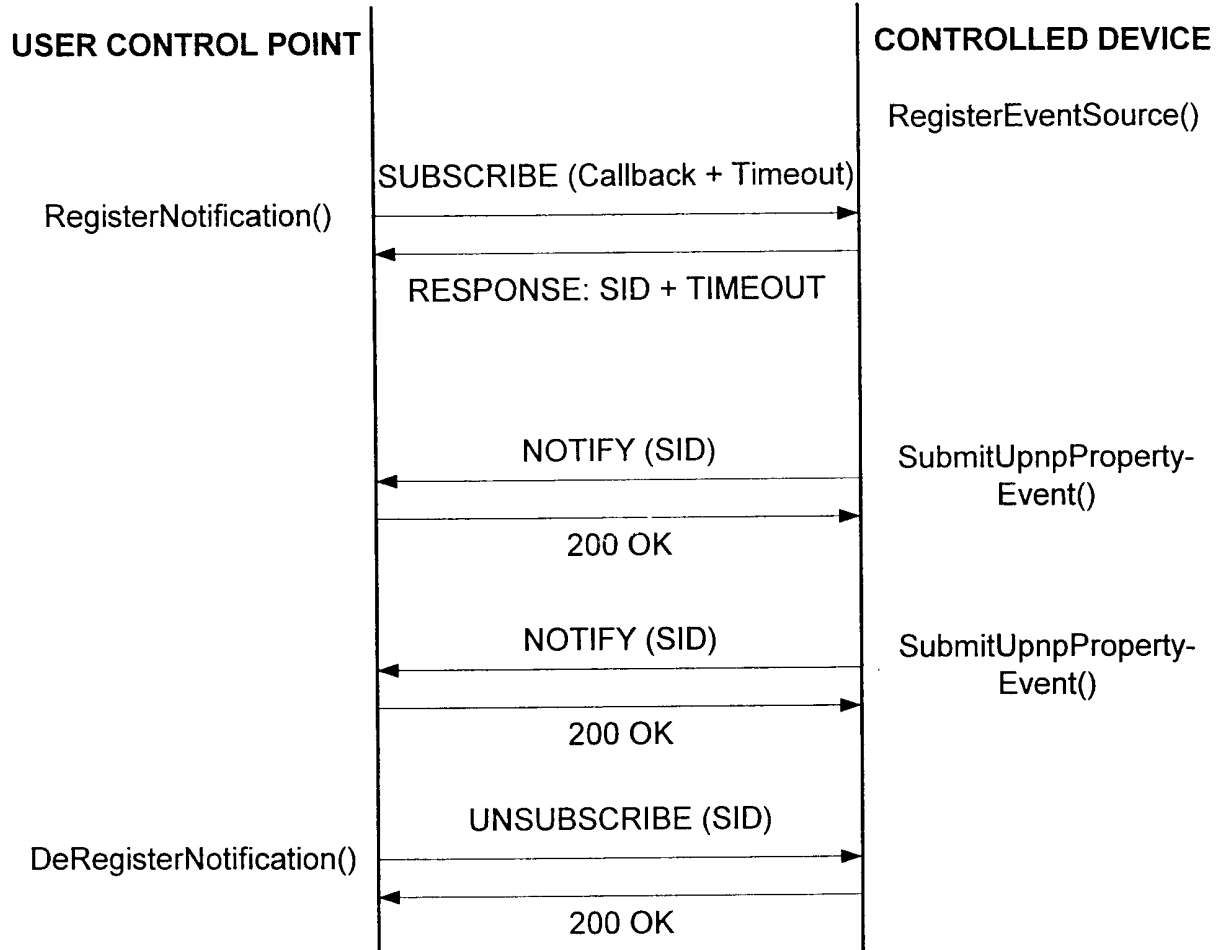 USER CONTROL POINT
CONTROLLED DEVICE
RegisterEventSource()
SUBSCRIBE (Callback + Timeout)
RegisterNotification()
RESPONSE: SID + TIMEOUT
NOTIFY (SID)
SubmitUpnpProperty-
Event()
200 OK
NOTIFY (SID)
SubmitUpnpProperty-
Event()
200 OK
UNSUBSCRIBE (SID)
DeRegisterNotification()
200 OK